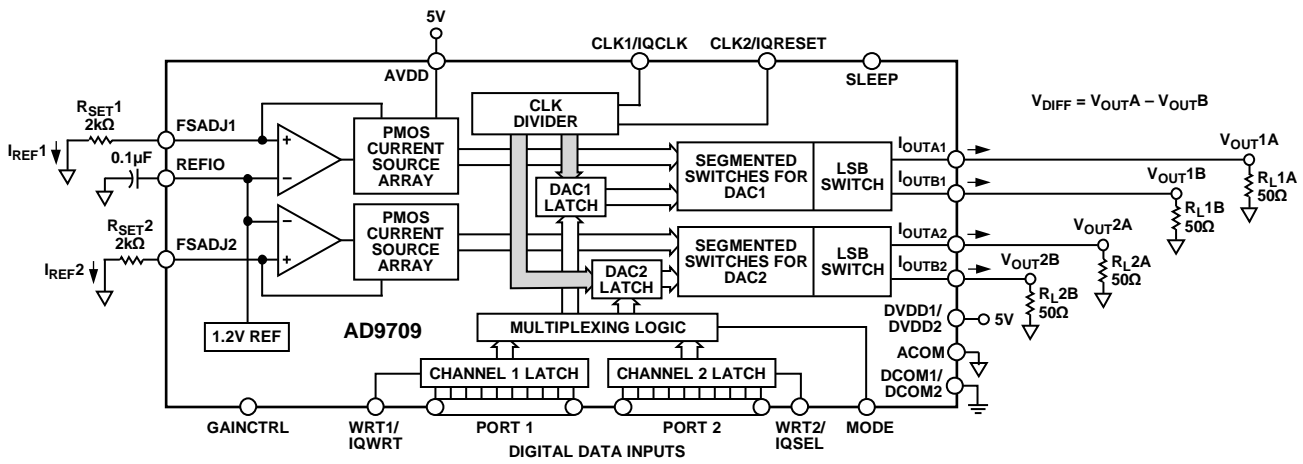 5V
CLK1/IQCLK
CLK2/IQRESET
AVDD
SLEEP
R_SET1
2kΩ
FSADJ1
I_REF1
0.1µF
REFIO
R_SET2
2kΩ
FSADJ2
I_REF2
+
–
–
+
PMOS
CURRENT
SOURCE
ARRAY
PMOS
CURRENT
SOURCE
ARRAY
1.2V REF
AD9709
CLK
DIVIDER
DAC1
LATCH
DAC2
LATCH
SEGMENTED
SWITCHES FOR
DAC1
LSB
SWITCH
SEGMENTED
SWITCHES FOR
DAC2
LSB
SWITCH
MULTIPLEXING LOGIC
CHANNEL 1 LATCH
CHANNEL 2 LATCH
V_DIFF = V_OUTA – V_OUTB
I_OUTA1
V_OUT1A
R_L1A
50Ω
I_OUTB1
V_OUT1B
R_L1B
50Ω
I_OUTA2
V_OUT2A
R_L2A
50Ω
I_OUTB2
V_OUT2B
R_L2B
50Ω
DVDD1/
DVDD2
5V
ACOM
DCOM1/
DCOM2
GAINCTRL
WRT1/
IQWRT
PORT 1
PORT 2
WRT2/
IQSEL
MODE
DIGITAL DATA INPUTS